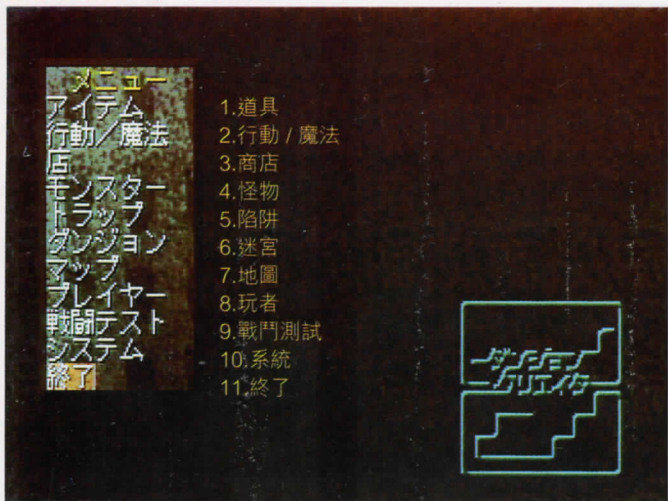 メニュー
アイテム
行動／魔法
店
モンスター
トラップ
ダンジョン
マップ
プレイヤー
戦闘テスト
システム
終了
1.道具
2.行動 / 魔法
3.商店
4.怪物
5.陷阱
6.迷宮
7.地圖
8.玩者
9.戰鬥測試
10.系統
11.終了
ダンジョン
クリエイター